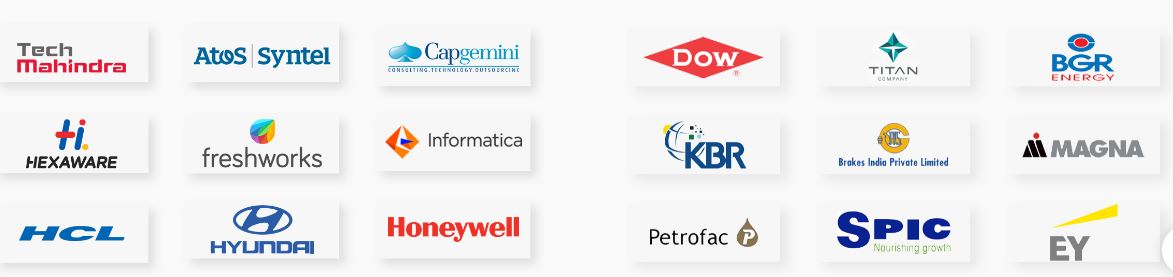 Tech
Mahindra
AtoS | Syntel
Capgemini
CONSULTING.TECHNOLOGY.OUTSOURCING
Dow
®
TITAN
COMPANY
BGR
ENERGY
Hi.
HEXAWARE
freshworks
Informatica
KBR
Brakes India Private Limited
MAGNA
HCL
HYUNDAI
Honeywell
Petrofac
SPIC
Nourishing growth
EY